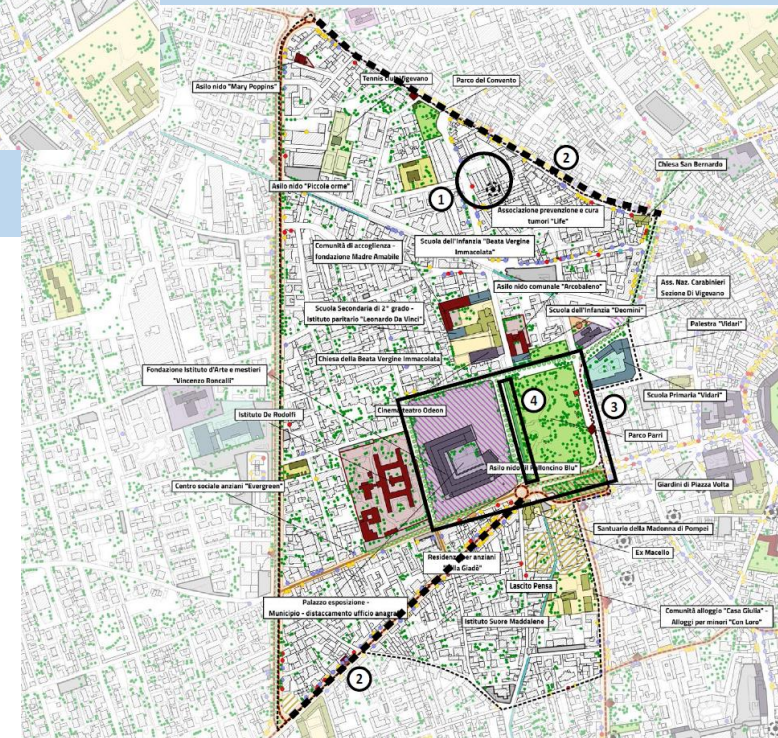 Tennis club Vigevano
Parco del Convento
Asilo nido "Mary Poppins"
2
Chiesa San Bernardo
Asilo nido "Piccole orme"
1
Associazione prevenzione e cura
tumori "Life"
Comunità di accoglienza -
fondazione Madre Amabile
Scuola dell'Infanzia "Beata Vergine
Immacolata"
Asilo nido comunale "Arcobaleno"
Ass. Naz. Carabinieri
Sezione Di Vigevano
Scuola Secondaria di 2° grado -
Istituto paritario "Leonardo Da Vinci"
Scuola dell'Infanzia "Deomini"
Palestra "Vidari"
Chiesa della Beata Vergine Immacolata
Fondazione Istituto d'Arte e mestieri
"Vincenzo Roncalli"
Scuola Primaria "Vidari"
Istituto De Rodolfi
Cinema teatro Odeon
4
3
Parco Parri
Asilo nido "Il Palloncino Blu"
Centro sociale anziani "Evergreen"
Giardini di Piazza Volta
Santuario della Madonna di Pompei
Ex Macello
Residenza per anziani
Giadè"
Lascito Pensa
Palazzo esposizione -
Municipio - distaccamento ufficio
Istituto Suore Maddalene
Comunità alloggio "Casa Giulia" -
Alloggi per minori "Con Loro"
2